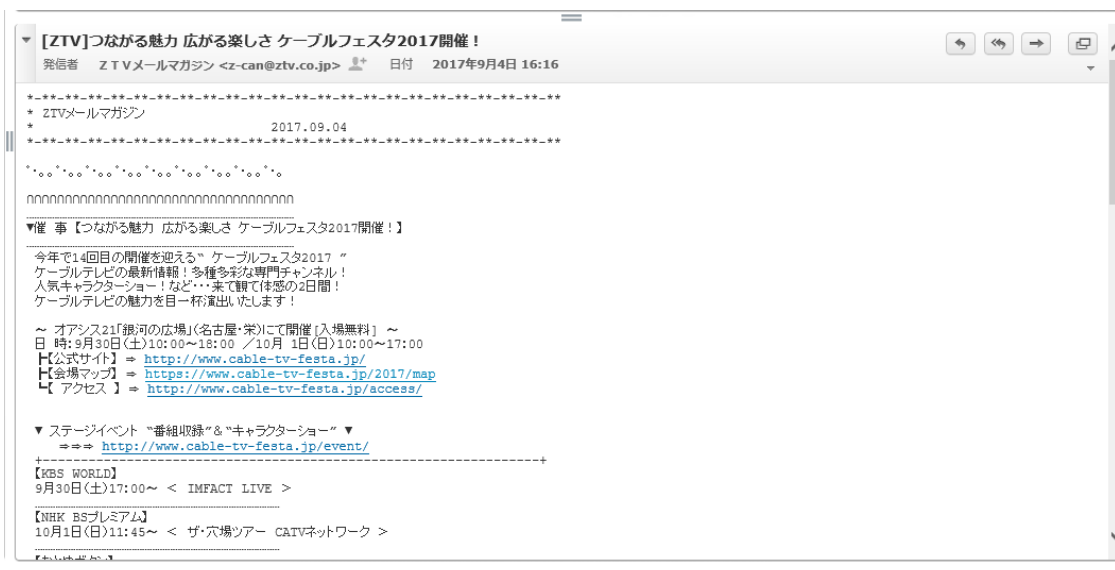 [ZTV]つながる魅力 広がる楽しさ ケーブルフェスタ2017開催！
発信者 ＺＴＶメールマガジン <z-can@ztv.co.jp> 日付 2017年9月4日 16:16
*-**-**-**-**-**-**-**-**-**-**-**-**-**-**-**-**-**-**-**-**-**-**-**
* ZTVメールマガジン
* 2017.09.04
*-**-**-**-**-**-**-**-**-**-**-**-**-**-**-**-**-**-**-**-**-**-**-**
▼催 事【つながる魅力 広がる楽しさ ケーブルフェスタ2017開催！】
今年で14回目の開催を迎える〝 ケーブルフェスタ2017 〟
ケーブルテレビの最新情報！多種多彩な専門チャンネル！
人気キャラクターショー！など･･･来て観て体感の2日間！
ケーブルテレビの魅力を目一杯演出いたします！
～ オアシス21｢銀河の広場｣(名古屋･栄)にて開催[入場無料] ～
日 時:9月30日(土)10:00～18:00 ／10月 1日(日)10:00～17:00
┣【公式サイト】⇒ http://www.cable-tv-festa.jp/
┣【会場マップ】⇒ https://www.cable-tv-festa.jp/2017/map
┗【 アクセス 】⇒ http://www.cable-tv-festa.jp/access/
▼ ステージイベント 〝番組収録〟&〝キャラクターショー〟 ▼
⇒⇒⇒ http://www.cable-tv-festa.jp/event/
+-----------------------------------------------------------------+
【KBS WORLD】
9月30日(土)17:00～ < IMFACT LIVE >
【NHK BSプレミアム】
10月1日(日)11:45～ < ザ･穴場ツアー CATVネットワーク >